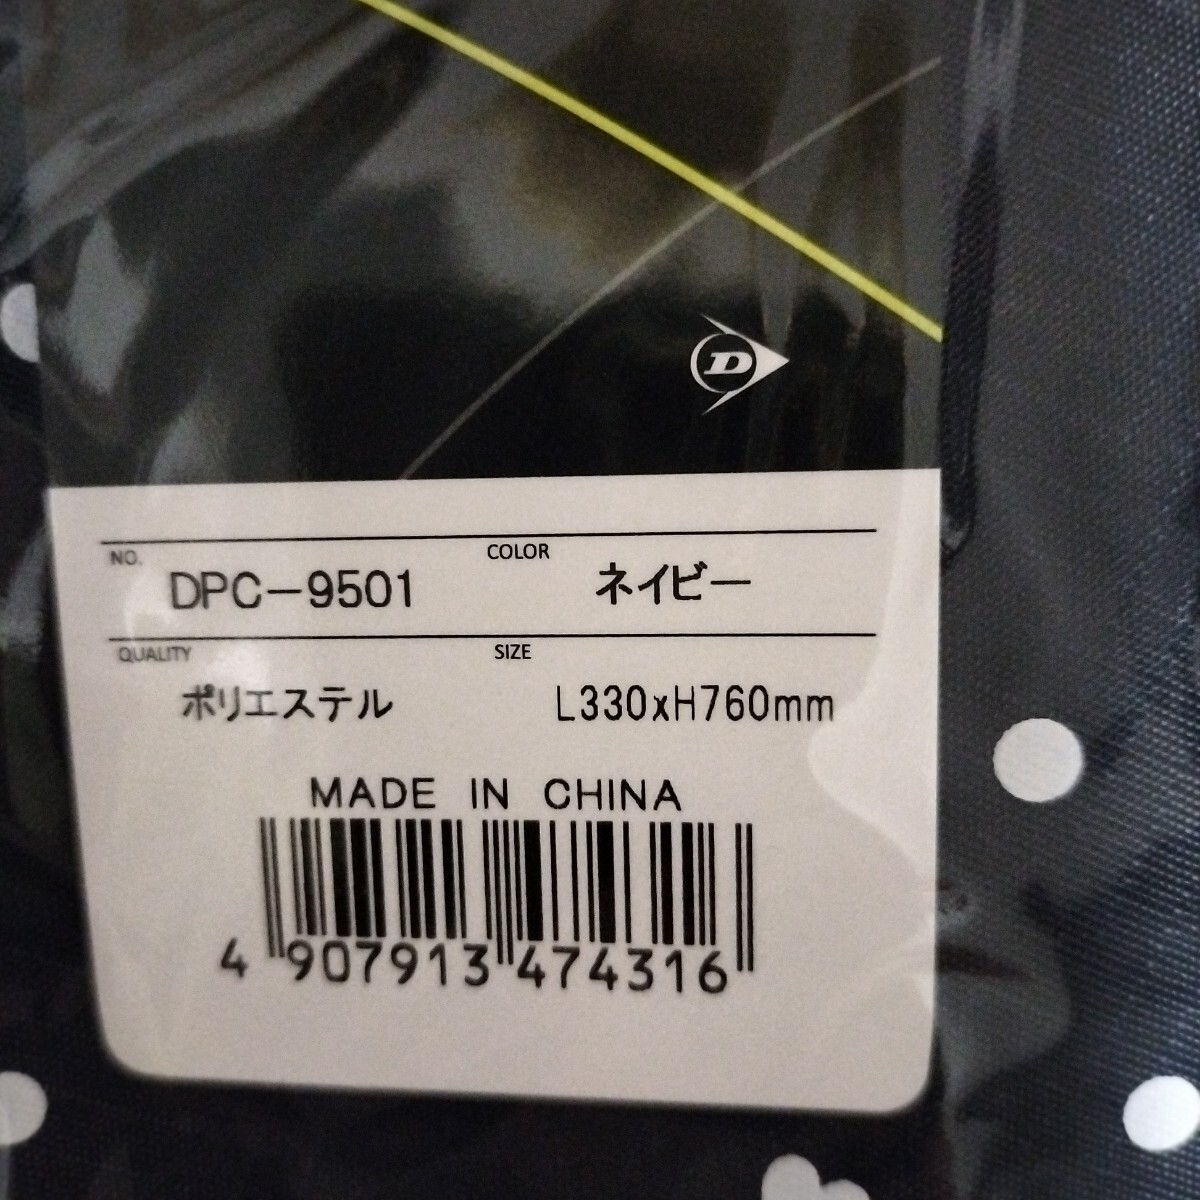 D
NO. DPC-9501 COLOR ネイビー
QUALITY ポリエステル SIZE L330xH760mm
MADE IN CHINA
4 907913 474316